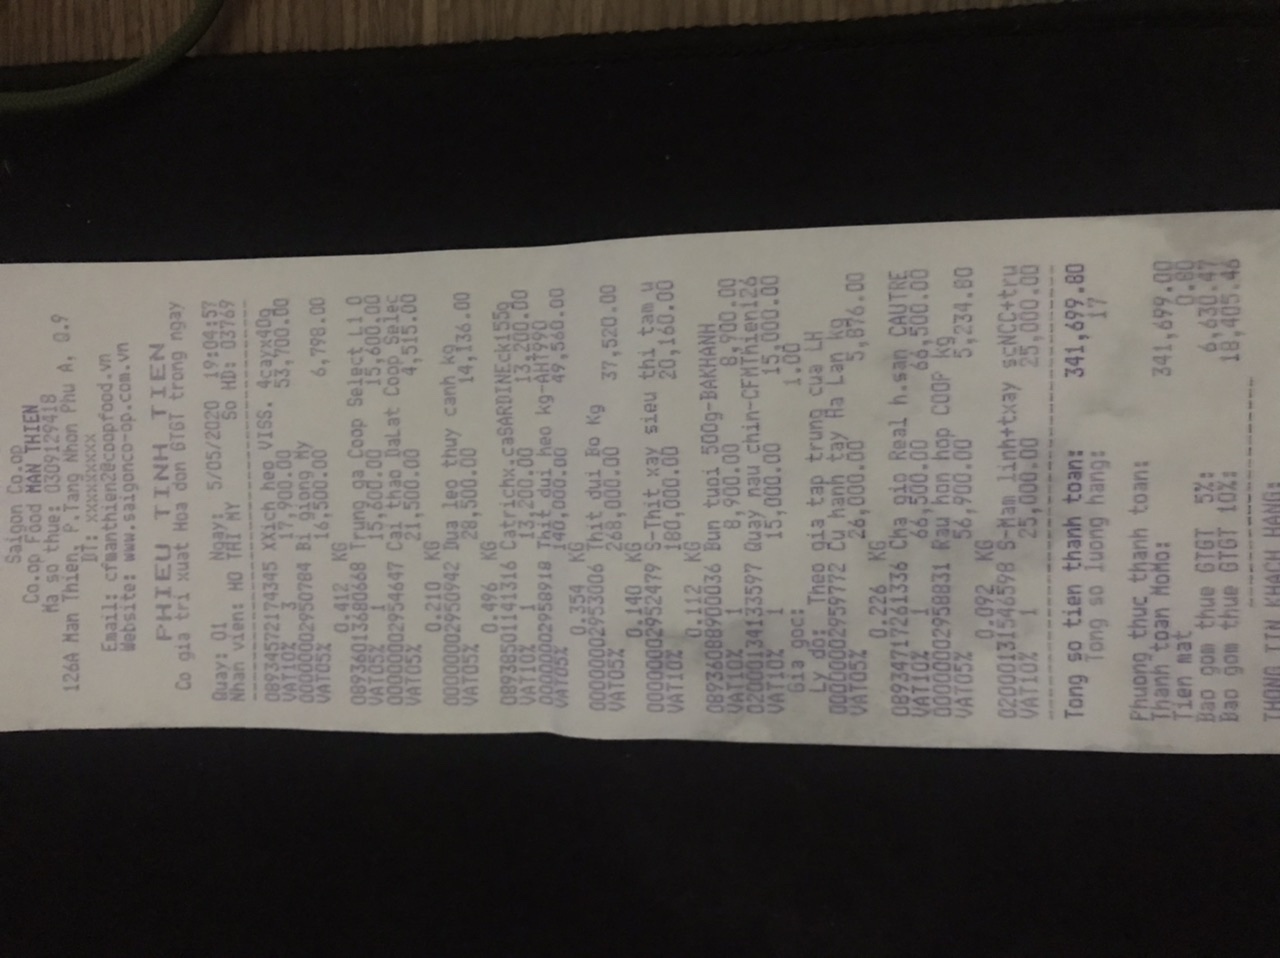 Saigon Co.op
Co.op Food MAN THIEN
Ma so thue: 0309129418
126A Man Thien, P.Tang Nhon Phu A, Q.9
DT: xxxxxxxxx
Email: cfmanthien2@coopfood.vn
Website: www.saigonco-op.com.vn
PHIEU TINH TIEN
Co gia tri xuat Hoa don GTGT trong ngay
Quay: 01 Ngay: 5/05/2020 19:04:57
Nhan vien: HO THI MY So HD: 03769
08934572174345 XXich heo VISS. 4cayx40g
VAT10% 3 17,900.00 53,700.00
00000002950784 Bi giong My
VAT05% 16,500.00 6,798.00
0.412 KG
08936013680668 Trung ga Coop Select L1 0
VAT05% 1 15,600.00 15,600.00
00000002954647 Cai thao DaLat Coop Selec
VAT05% 21,500.00 4,515.00
0.210 KG
00000002950942 Dua leo thuy canh kg
VAT05% 28,500.00 14,136.00
0.496 KG
08938501141316 Catrichx.caSARDINEck155g
VAT10% 1 13,200.00 13,200.00
00000002958918 Thit dui heo kg-AHT990
VAT05% 140,000.00 49,560.00
0.354 KG
00000002953006 Thit dui Bo Kg
VAT05% 268,000.00 37,520.00
0.140 KG
00000002952479 S-Thit xay sieu thi tam u
VAT10% 180,000.00 20,160.00
0.112 KG
08936088900036 Bun tuoi 500g-BAKHANH
VAT10% 1 8,900.00 8,900.00
02000134133597 Quay nau chin-CFMThien126
VAT10% 1 15,000.00 15,000.00
Gia goc: 1.00
Ly do: Theo gia tap trung cua LH
00000002959772 Cu hanh tay Ha Lan kg
VAT05% 26,000.00 5,876.00
0.226 KG
08934717261336 Cha gio Real h.san CAUTRE
VAT10% 1 66,500.00 66,500.00
00000002958831 Rau hon hop COOP kg
VAT05% 56,900.00 5,234.80
0.092 KG
02000131546598 S-Mam linh+txay scNCC+tru
VAT10% 1 25,000.00 25,000.00
Tong so tien thanh toan: 341,699.80
Tong so luong hang: 17
Phuong thuc thanh toan:
Thanh toan MoMo: 341,699.00
Tien mat 0.80
Bao gom thue GTGT 5%: 6,630.47
Bao gom thue GTGT 10%: 18,405.46
THONG TIN KHACH HANG: